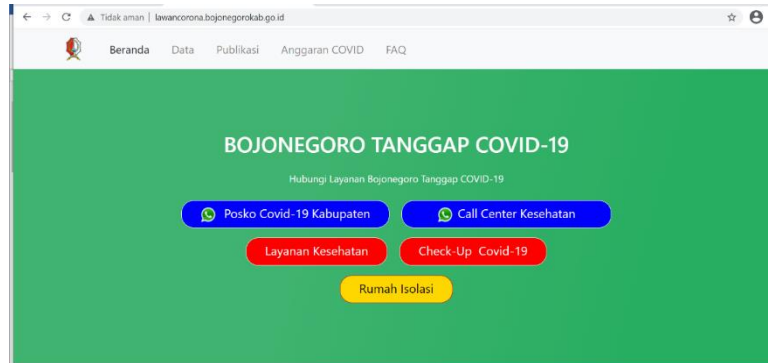 Tidak aman | lawancorona.bojonegorokab.go.id
Beranda Data Publikasi Anggaran COVID FAQ
BOJONEGORO TANGGAP COVID-19
Hubungi Layanan Bojonegoro Tanggap COVID-19
Posko Covid-19 Kabupaten Call Center Kesehatan
Layanan Kesehatan Check-Up Covid-19
Rumah Isolasi